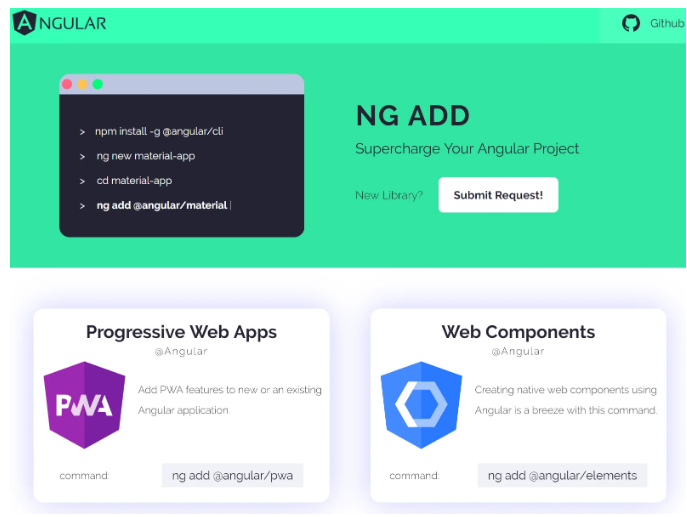 ANGULAR
Github
> npm install -g @angular/cli
> ng new material-app
> cd material-app
> ng add @angular/material
NG ADD
Supercharge Your Angular Project
New Library?
Submit Request!
Progressive Web Apps
@Angular
PWA
Add PWA features to new or an existing
Angular application
command:
ng add @angular/pwa
Web Components
@Angular
Creating native web components using
Angular is a breeze with this command.
command:
ng add @angular/elements